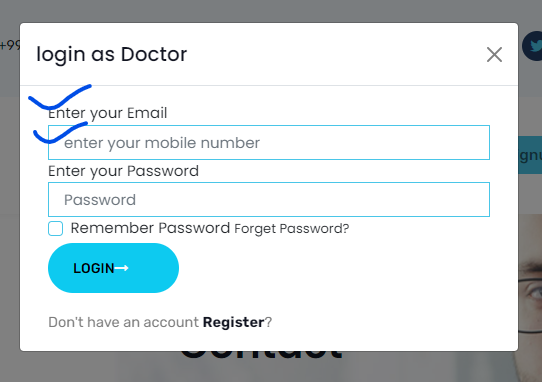 +99
login as Doctor
Enter your Email
enter your mobile number
Enter your Password
Password
Remember Password Forget Password?
LOGIN→
Don't have an account Register?
Contact